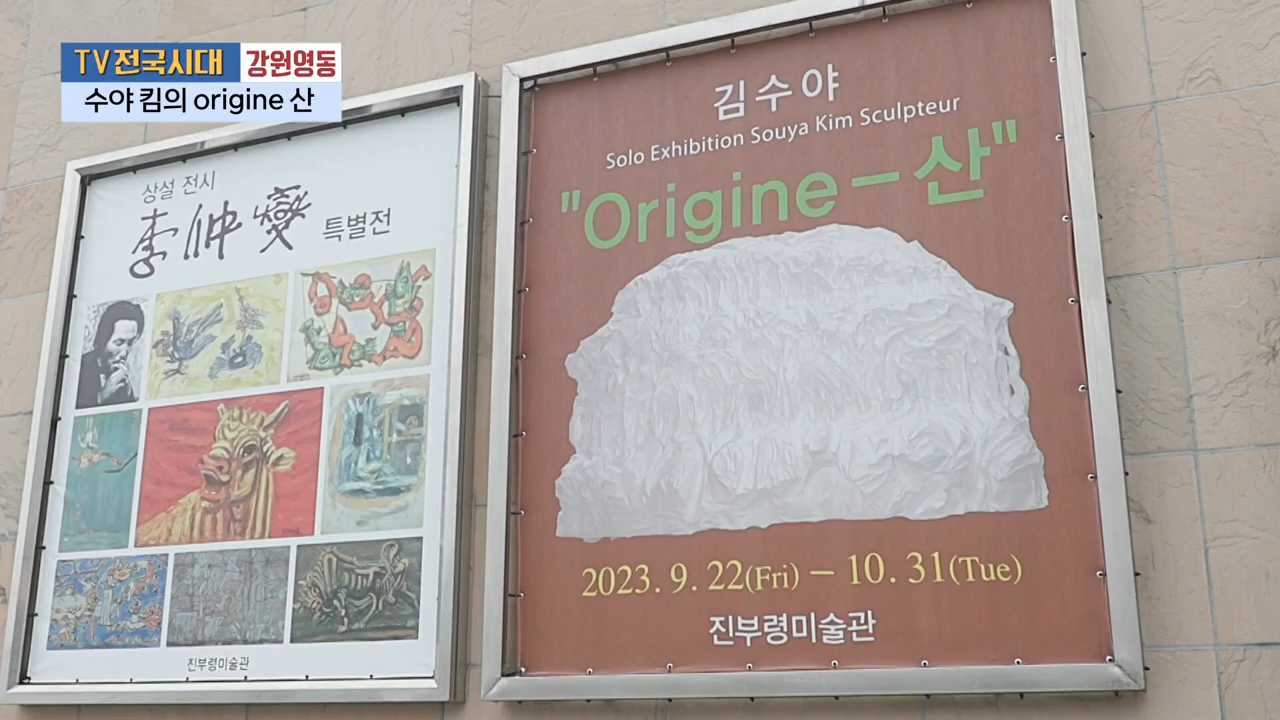 TV전국시대 강원영동
수야 킴의 origine 산
상설 전시
李仲燮 특별전
진부령미술관
김수야
Solo Exhibition Souya Kim Sculpteur
"Origine – 산"
2023. 9. 22(Fri) – 10. 31(Tue)
진부령미술관